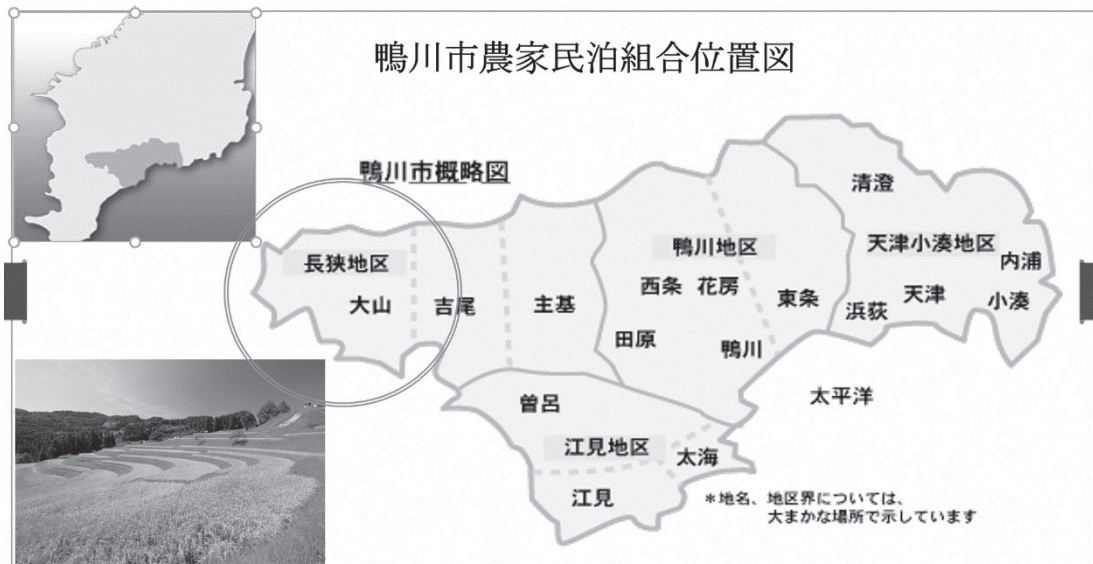 鴨川市農家民泊組合位置図
鴨川市概略図
清澄
長狭地区
鴨川地区
天津小湊地区
内浦
大山
吉尾
主基
西条 花房
東条
浜荻
天津
小湊
田原
鴨川
太平洋
曽呂
江見地区
太海
江見
*地名、地区界については、
大まかな場所で示しています